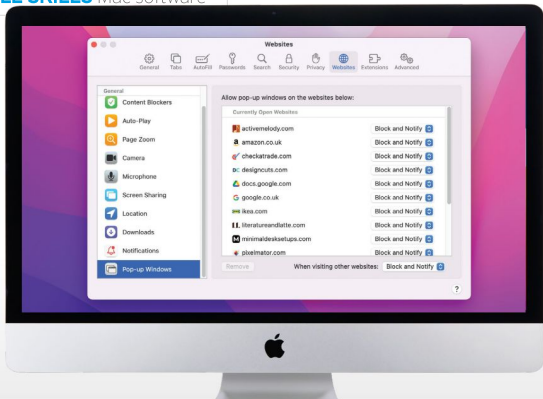 LE SKILLS Mac software
Websites
General Tabs AutoFill Passwords Search Security Privacy Websites Extensions Advanced
General
Content Blockers
Auto-Play
Page Zoom
Camera
Microphone
Screen Sharing
Location
Downloads
Notifications
Pop-up Windows
Allow pop-up windows on the websites below:
Currently Open Websites
activemelody.com Block and Notify
a amazon.co.uk Block and Notify
checkatrade.com Block and Notify
DC designcuts.com Block and Notify
docs.google.com Block and Notify
G google.co.uk Block and Notify
ikea.com Block and Notify
L&L literatureandlatte.com Block and Notify
M minimaldesksetups.com Block and Notify
pixelmator.com Block and Notify
Remove When visiting other websites: Block and Notify
?